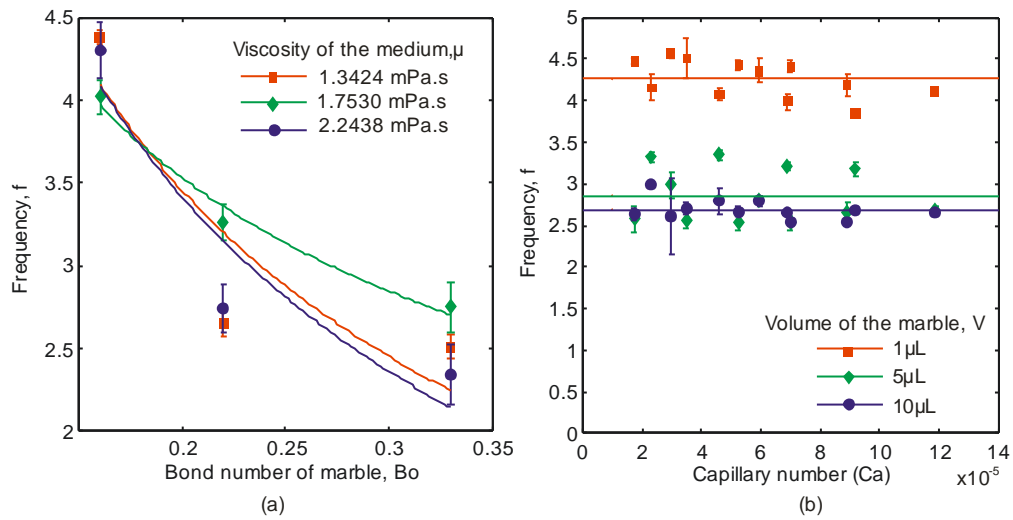 4.5
4
3.5
3
2.5
2
Frequency, f
Viscosity of the medium,µ
1.3424 mPa.s
1.7530 mPa.s
2.2438 mPa.s
0.2
0.25
0.3
0.35
Bond number of marble, Bo
(a)
5
4.5
4
3.5
3
2.5
2
1.5
1
0.5
0
Frequency, f
Volume of the marble, V
1µL
5µL
10µL
0
2
4
6
8
10
12
14
Capillary number (Ca)
x10-5
(b)